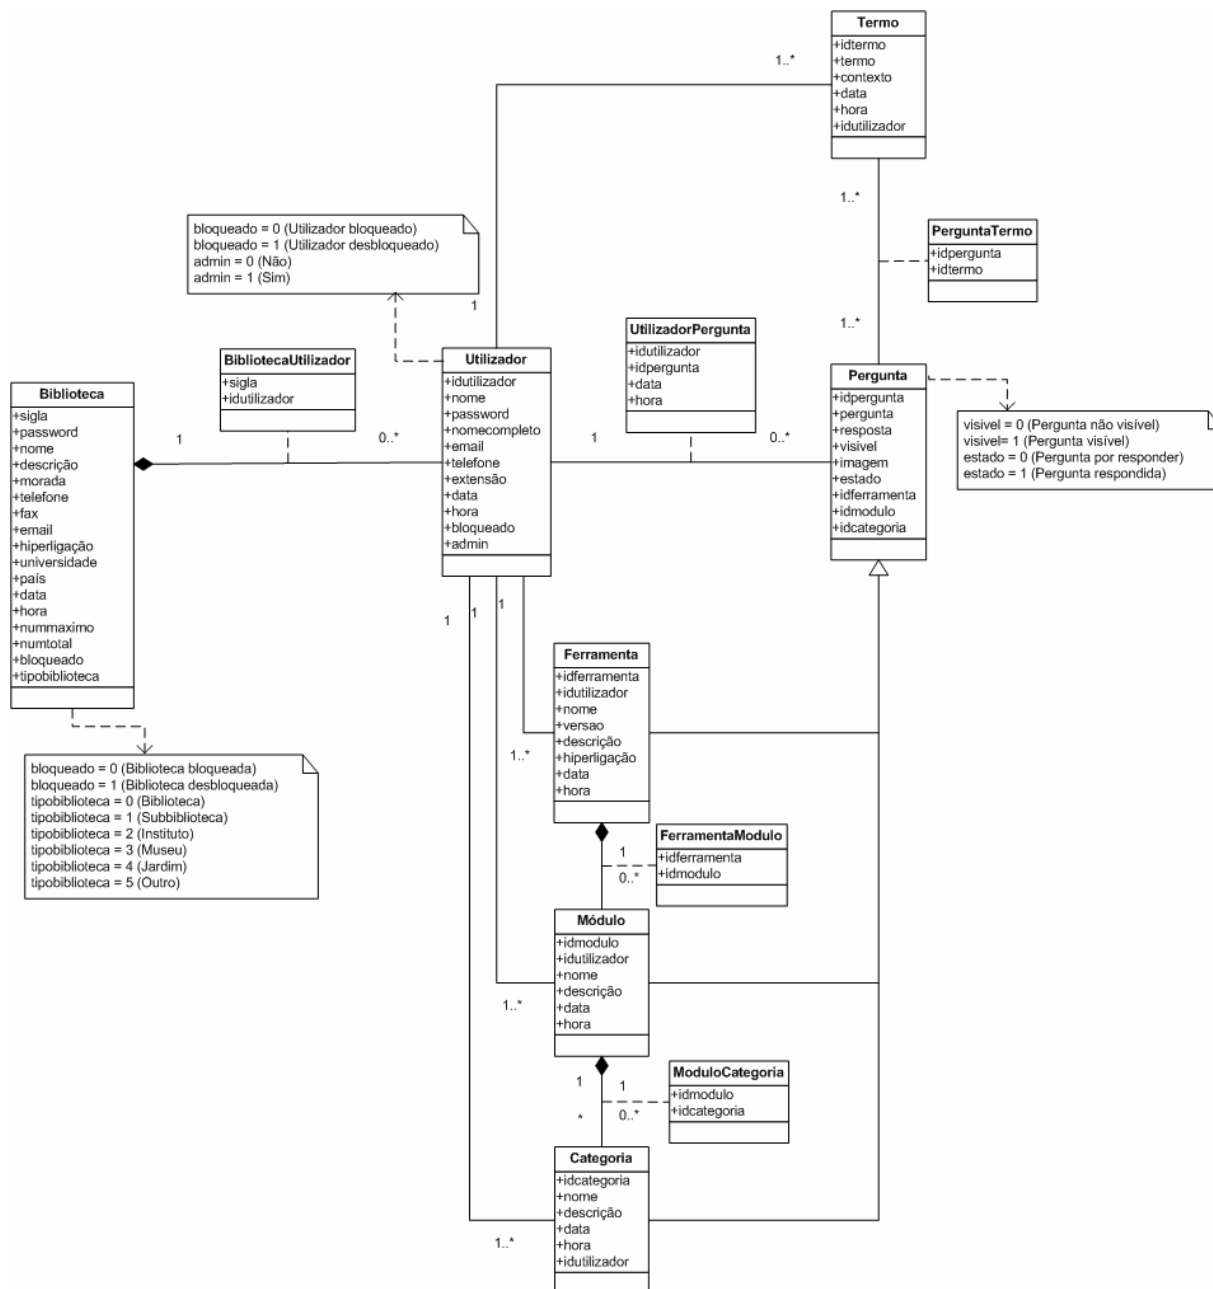 Termo
+idtermo
+termo
+contexto
+data
+hora
+idutilizador
1..*
1..*
PerguntaTermo
+idpergunta
+idtermo
1..*
bloqueado = 0 (Utilizador bloqueado)
bloqueado = 1 (Utilizador desbloqueado)
admin = 0 (Não)
admin = 1 (Sim)
1
UtilizadorPergunta
+idutilizador
+idpergunta
+data
+hora
BibliotecaUtilizador
+sigla
+idutilizador
Utilizador
+idutilizador
+nome
+password
+nomecompleto
+email
+telefone
+extensão
+data
+hora
+bloqueado
+admin
Pergunta
+idpergunta
+pergunta
+resposta
+visivel
+imagem
+estado
+idferramenta
+idmodulo
+idcategoria
visivel = 0 (Pergunta não visível)
visivel= 1 (Pergunta visível)
estado = 0 (Pergunta por responder)
estado = 1 (Pergunta respondida)
Biblioteca
+sigla
+password
+nome
+descrição
+morada
+telefone
+fax
+email
+hiperligação
+universidade
+país
+data
+hora
+nummaximo
+numtotal
+bloqueado
+tipobiblioteca
1
0..*
1
0..*
1
1
1
1
Ferramenta
+idferramenta
+idutilizador
+nome
+versao
+descrição
+hiperligação
+data
+hora
1..*
bloqueado = 0 (Biblioteca bloqueada)
bloqueado = 1 (Biblioteca desbloqueada)
tipobiblioteca = 0 (Biblioteca)
tipobiblioteca = 1 (Subbiblioteca)
tipobiblioteca = 2 (Instituto)
tipobiblioteca = 3 (Museu)
tipobiblioteca = 4 (Jardim)
tipobiblioteca = 5 (Outro)
1
0..*
FerramentaModulo
+idferramenta
+idmodulo
Módulo
+idmodulo
+idutilizador
+nome
+descrição
+data
+hora
1..*
1
1
*
0..*
ModuloCategoria
+idmodulo
+idcategoria
Categoria
+idcategoria
+nome
+descrição
+data
+hora
+idutilizador
1..*